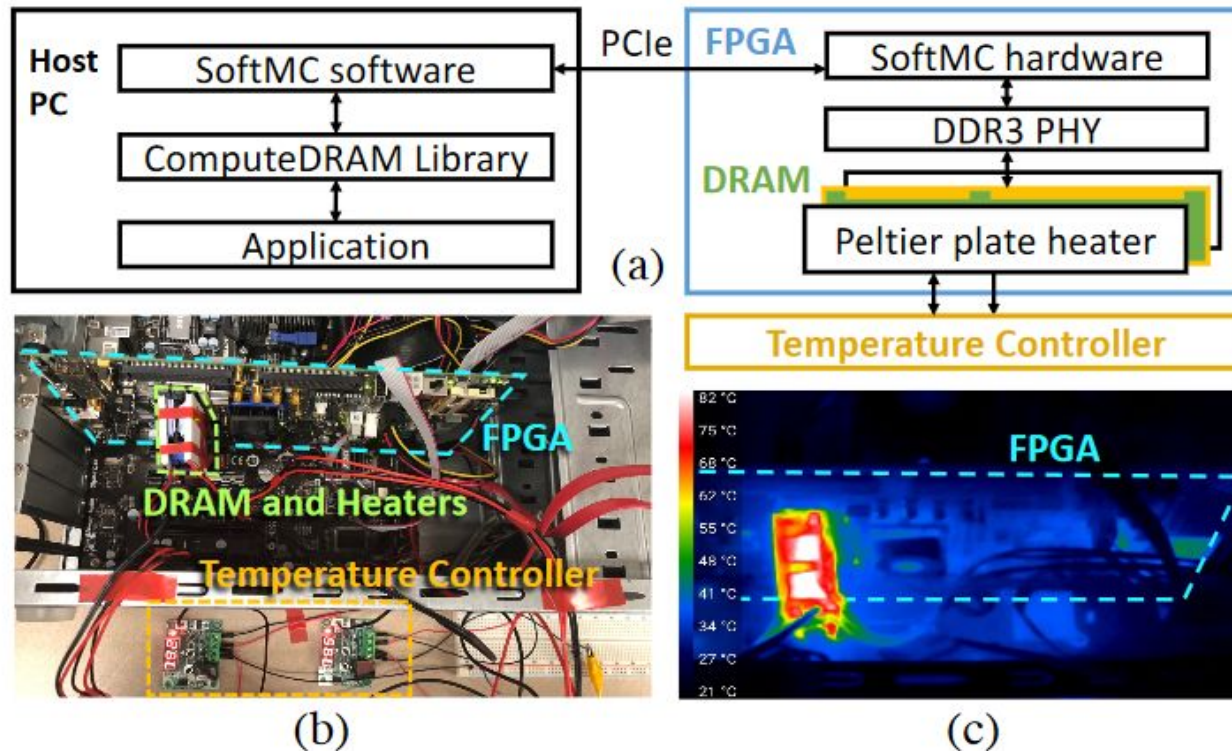 Host
PC
SoftMC software
ComputeDRAM Library
Application
PCIe
FPGA
SoftMC hardware
DDR3 PHY
DRAM
Peltier plate heater
(a)
Temperature Controller
FPGA
DRAM and Heaters
Temperature Controller
(b)
82 °C
75 °C
68 °C
62 °C
55 °C
48 °C
41 °C
34 °C
27 °C
21 °C
FPGA
(c)